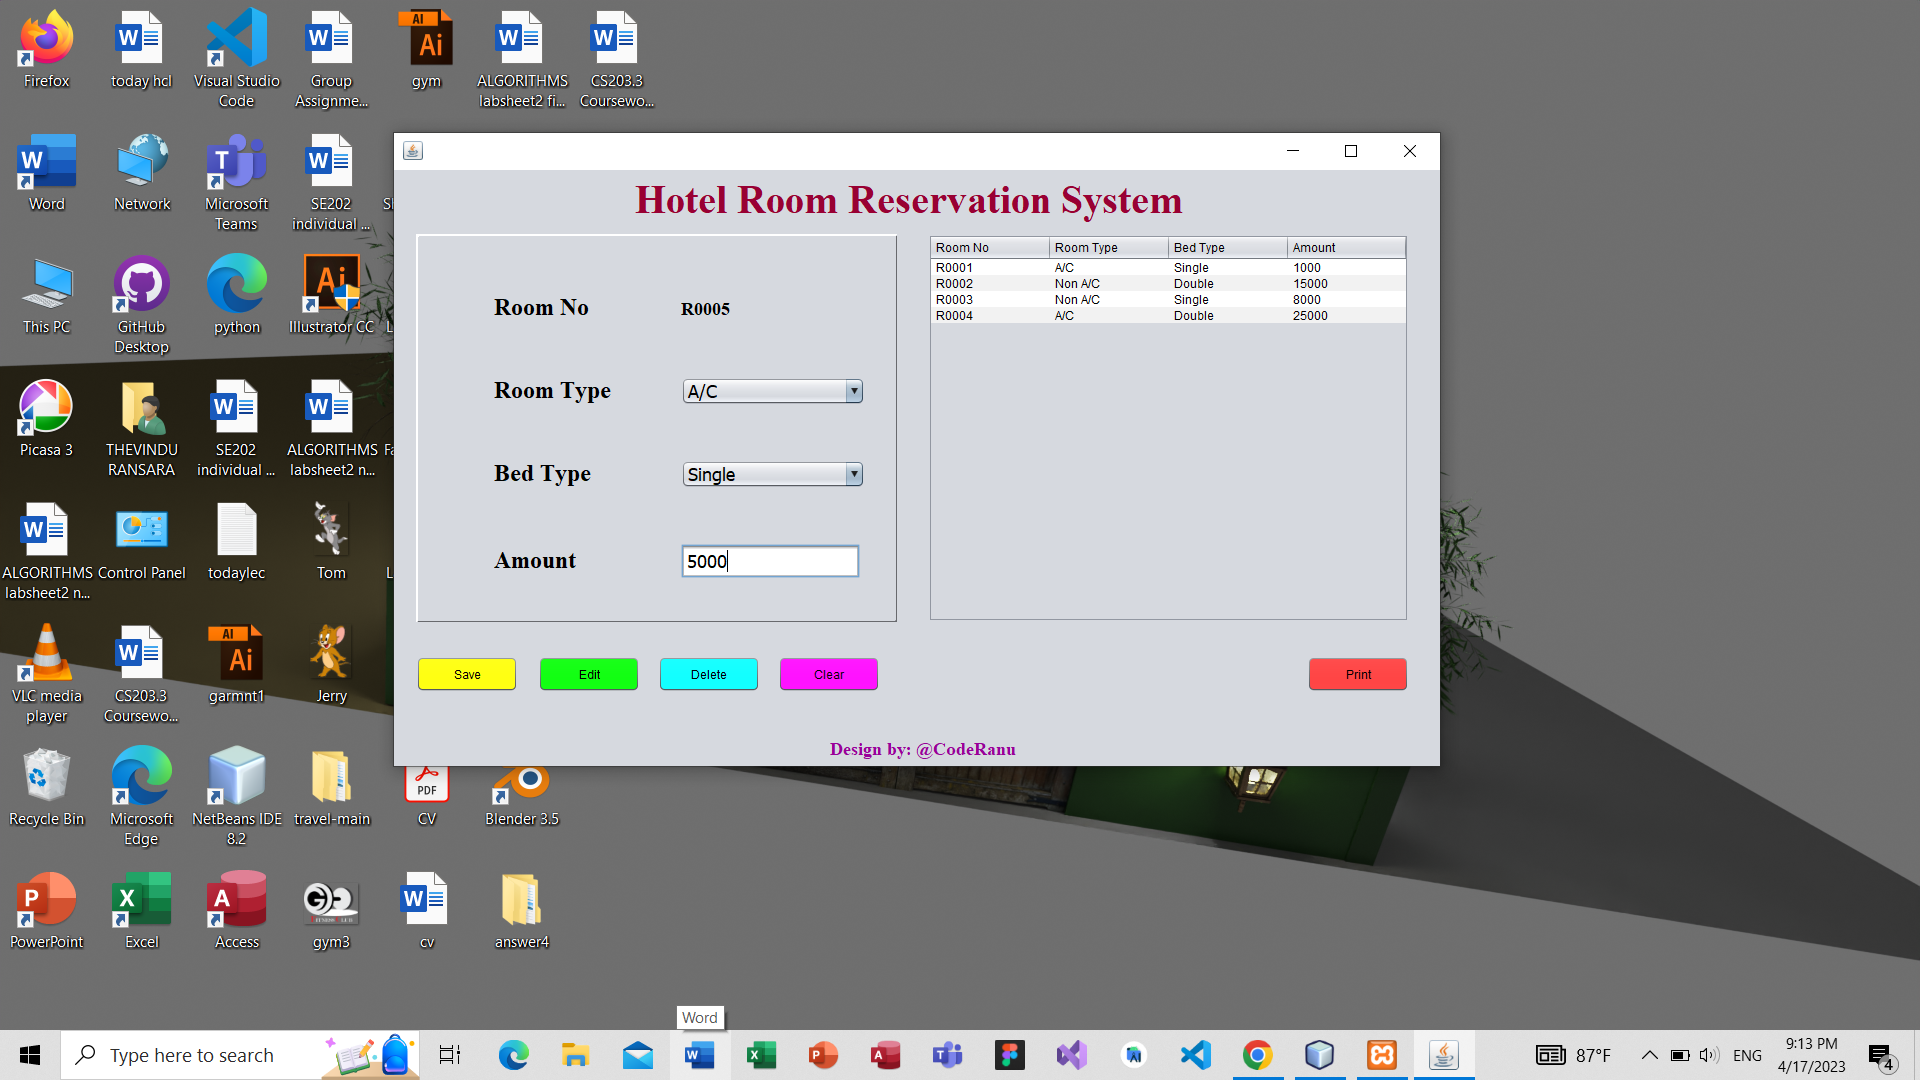 Firefox
today hcl
Visual Studio
Code
Group
Assignme...
gym
ALGORITHMS
labsheet2 fi...
CS203.3
Coursewo...
Word
Network
Microsoft
Teams
SE202
individual ...
This PC
GitHub
Desktop
python
Illustrator CC
Picasa 3
THEVINDU
RANSARA
SE202
individual ...
ALGORITHMS
labsheet2 n...
ALGORITHMS
labsheet2 n...
Control Panel
todaylec
Tom
VLC media
player
CS203.3
Coursewo...
garmnt1
Jerry
Recycle Bin
Microsoft
Edge
NetBeans IDE
8.2
travel-main
CV
Blender 3.5
PowerPoint
Excel
Access
gym3
cv
answer4
Hotel Room Reservation System
Room No R0005
Room Type A/C
Bed Type Single
Amount 5000
Room No Room Type Bed Type Amount
R0001 A/C Single 1000
R0002 Non A/C Double 15000
R0003 Non A/C Single 8000
R0004 A/C Double 25000
Save Edit Delete Clear Print
Design by: @CodeRanu
Word
Type here to search
87°F
ENG
9:13 PM
4/17/2023
4